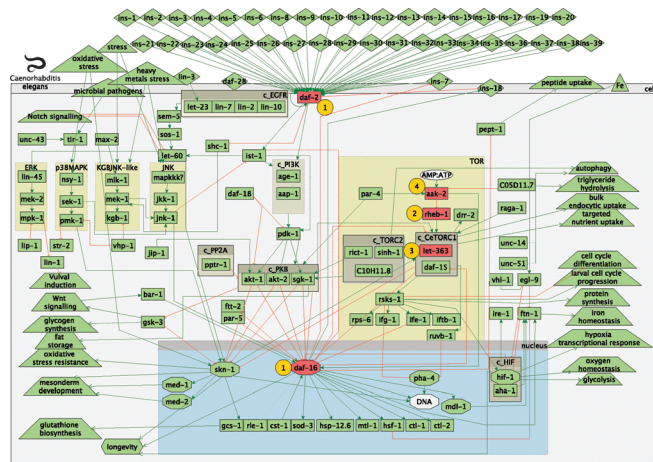 ins-1 ins-2 ins-3 ins-4 ins-5 ins-6 ins-8 ins-9 ins-10 ins-11 ins-12 ins-13 ins-14 ins-15 ins-16 ins-17 ins-19 ins-20
ins-21 ins-22 ins-23 ins-24 ins-25 ins-26 ins-27 ins-28 ins-29 ins-30 ins-31 ins-32 ins-33 ins-34 ins-35 ins-36 ins-37 ins-38 ins-39
stress
oxidative
stress
heavy
metals stress
lin-3
daf-28
ins-7
ins-18
peptide uptake
Fe
Caenorhabditis
elegans
microbial pathogens
cel
c_EGFR
let-23 lin-7 lin-2 lin-10
daf-2
1
Notch signalling
sem-5
sos-1
pept-1
unc-43
tir-1
max-2
let-60
shc-1
ist-1
TOR
ERK
p38MAPK
KGBJNK-like
JNK
c_PI3K
AMP:ATP
lin-45
nsy-1
mlk-1
mapkkk?
age-1
4
aak-2
C05D11.7
autophagy
triglyceride
hydrolysis
mek-2
sek-1
mek-1
jkk-1
daf-18
aap-1
par-4
bulk
endocytic uptake
mpk-1
pmk-1
kgb-1
jnk-1
2
rheb-1
drr-2
raga-1
targeted
nutrient uptake
lip-1
str-2
vhp-1
jip-1
pdk-1
c_TORC2
c_CeTORC1
unc-14
lin-1
c_PP2A
pptr-1
rict-1 sinh-1
3
let-363
unc-51
cell cycle
differentiation
Vulval
induction
c_PKB
C10H11.8
daf-15
vhl-1
egl-9
larval cell cycle
progression
akt-1 akt-2 sgk-1
Wnt
signalling
bar-1
rsks-1
protein
synthesis
glycogen
synthesis
gsk-3
ftt-2
par-5
rps-6 ifg-1 ife-1 iftb-1
ire-1
ftn-1
iron
homeostasis
fat
storage
ruvb-1
nucleus
hypoxia
transcriptional response
oxidative
stress resistance
skn-1
1
daf-16
c_HIF
hif-1
aha-1
oxygen
homeostasis
glycolysis
mesonderm
development
med-1
med-2
pha-4
DNA
mdl-1
glutathione
biosynthesis
gcs-1 rle-1 cst-1 sod-3 hsp-12.6 mtl-1 hsf-1 ctl-1 ctl-2
longevity